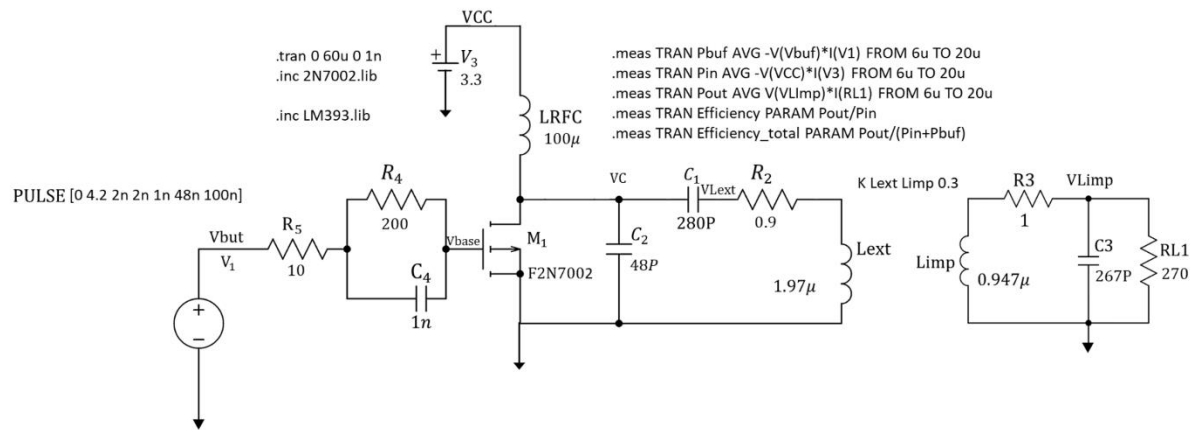 VCC
.tran 0 60u 0 1n
.inc 2N7002.lib
.inc LM393.lib
+ V3
3.3
.meas TRAN Pbuf AVG -V(Vbuf)*I(V1) FROM 6u TO 20u
.meas TRAN Pin AVG -V(VCC)*I(V3) FROM 6u TO 20u
.meas TRAN Pout AVG V(VLImp)*I(RL1) FROM 6u TO 20u
.meas TRAN Efficiency PARAM Pout/Pin
.meas TRAN Efficiency_total PARAM Pout/(Pin+Pbuf)
LRFC
100μ
PULSE [0 4.2 2n 2n 1n 48n 100n]
Vbut
V1
R5
10
R4
200
C4
1n
Vbase
M1
F2N7002
VC
C2
48P
C1
280P
VLext
R2
0.9
Lext
1.97μ
K Lext Limp 0.3
R3
1
VLimp
Limp
0.947μ
C3
267P
RL1
270
+
−